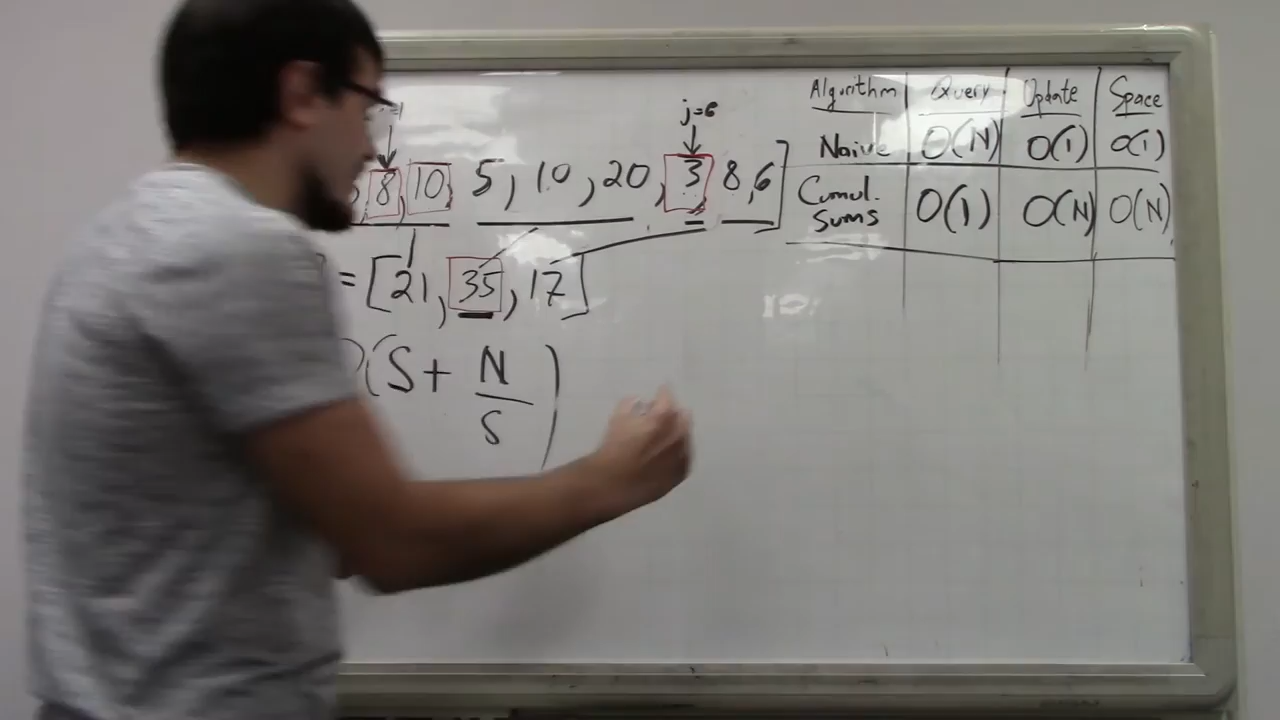 j=6
8, 10, 5, 10, 20, 3 8, 6]
= [21, 35, 17]
(S + N/S)
Algorithm Query Update Space
Naive O(N) O(1) O(1)
Cumul. Sums O(1) O(N) O(N)